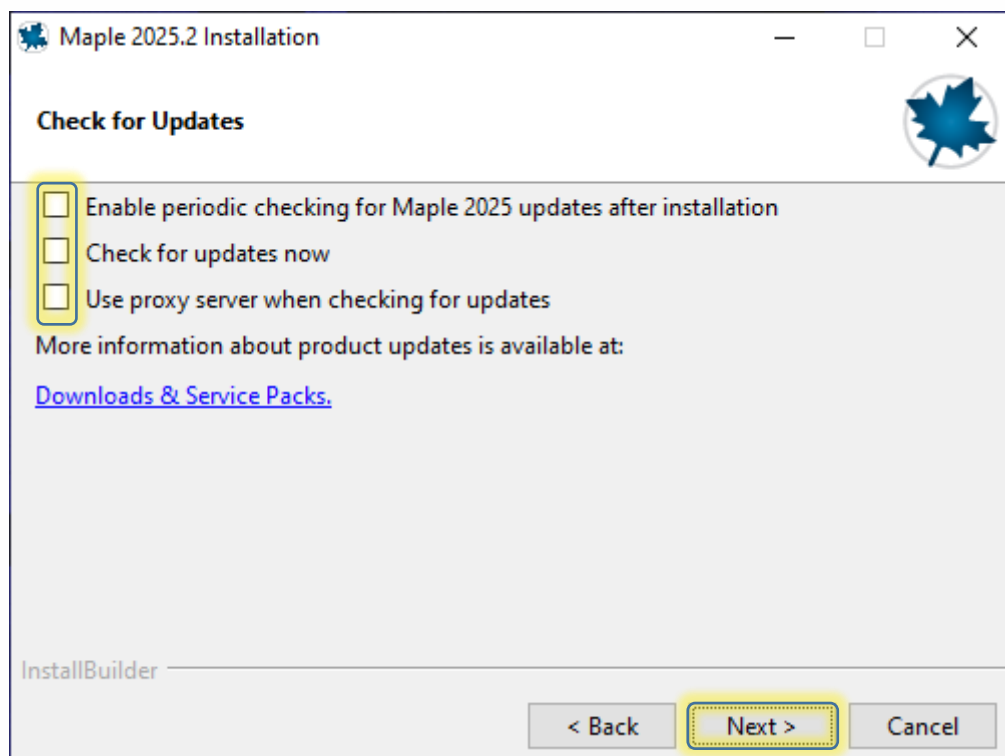 Maple 2025.2 Installation
Check for Updates
Enable periodic checking for Maple 2025 updates after installation
Check for updates now
Use proxy server when checking for updates
More information about product updates is available at:
Downloads & Service Packs.
InstallBuilder
< Back Next > Cancel